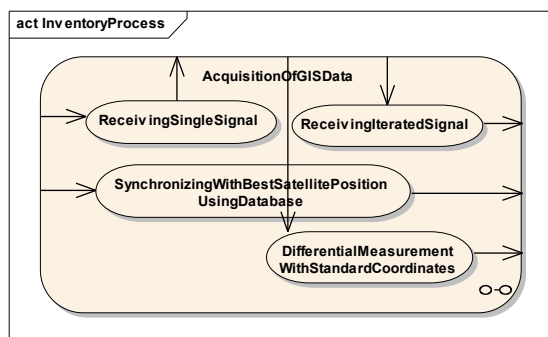 act InventoryProcess
AcquisitionOfGISData
ReceivingSingleSignal
ReceivingIteratedSignal
SynchronizingWithBestSatellitePosition
UsingDatabase
DifferentialMeasurement
WithStandardCoordinates